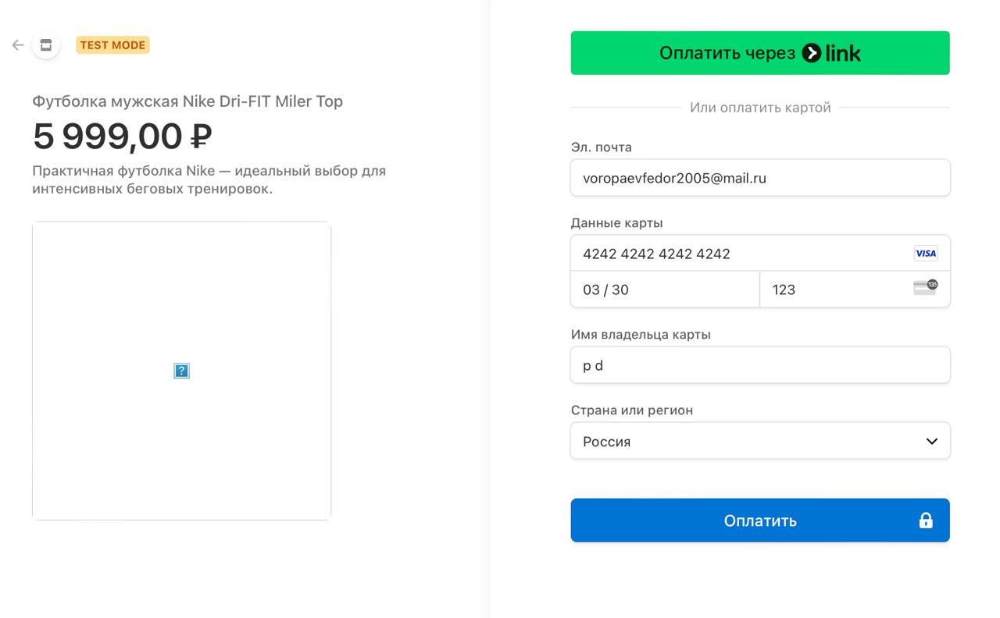 TEST MODE
Футболка мужская Nike Dri-FIT Miler Top
5 999,00 ₽
Практичная футболка Nike — идеальный выбор для
интенсивных беговых тренировок.
?
Оплатить через link
Или оплатить картой
Эл. почта
voropaevfedor2005@mail.ru
Данные карты
4242 4242 4242 4242 VISA
03 / 30 123 135
Имя владельца карты
p d
Страна или регион
Россия
Оплатить